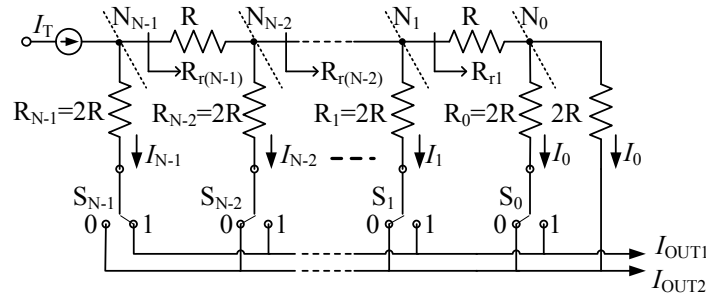 I_T N_{N-1} R N_{N-2} N_1 R N_0
R_{r(N-1)} R_{r(N-2)} R_{r1}
R_{N-1}=2R R_{N-2}=2R R_1=2R R_0=2R 2R
I_{N-1} I_{N-2} I_1 I_0 I_0
S_{N-1} S_{N-2} S_1 S_0
0 1 0 1 0 1 0 1
I_{OUT1}
I_{OUT2}